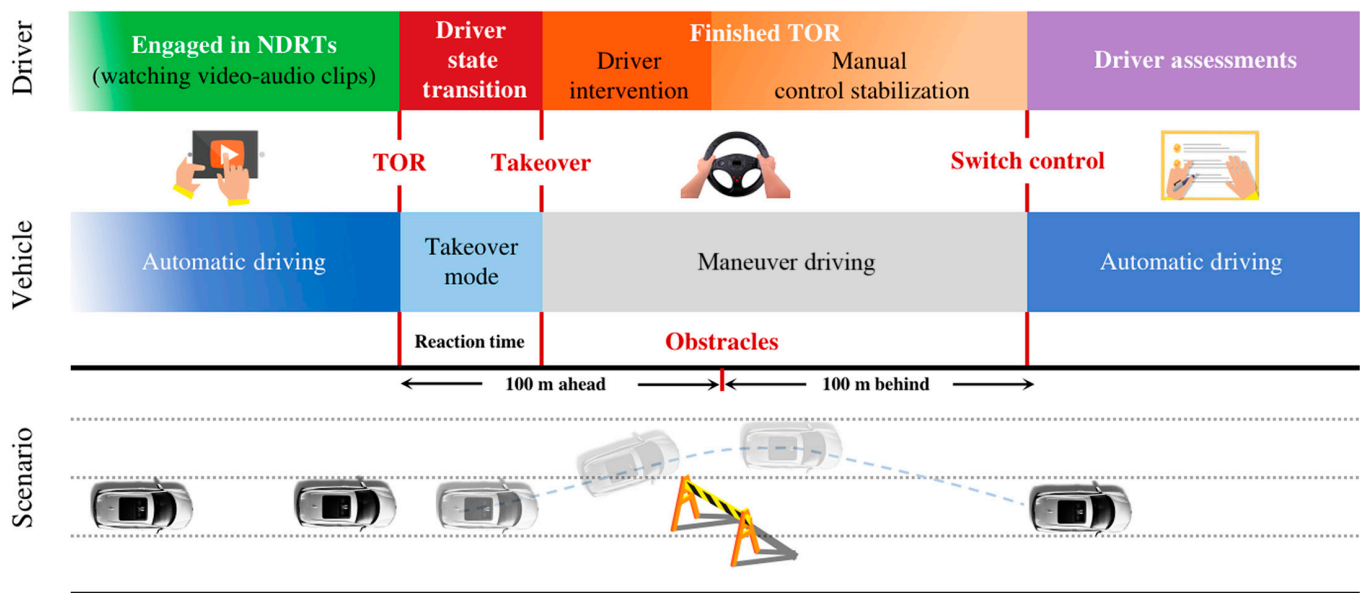 Driver
Engaged in NDRTs
(watching video-audio clips)
Driver
state
transition
Finished TOR
Driver
intervention
Manual
control stabilization
Driver assessments
TOR
Takeover
Switch control
Vehicle
Automatic driving
Takeover
mode
Maneuver driving
Automatic driving
Reaction time
Obstracles
100 m ahead
100 m behind
Scenario